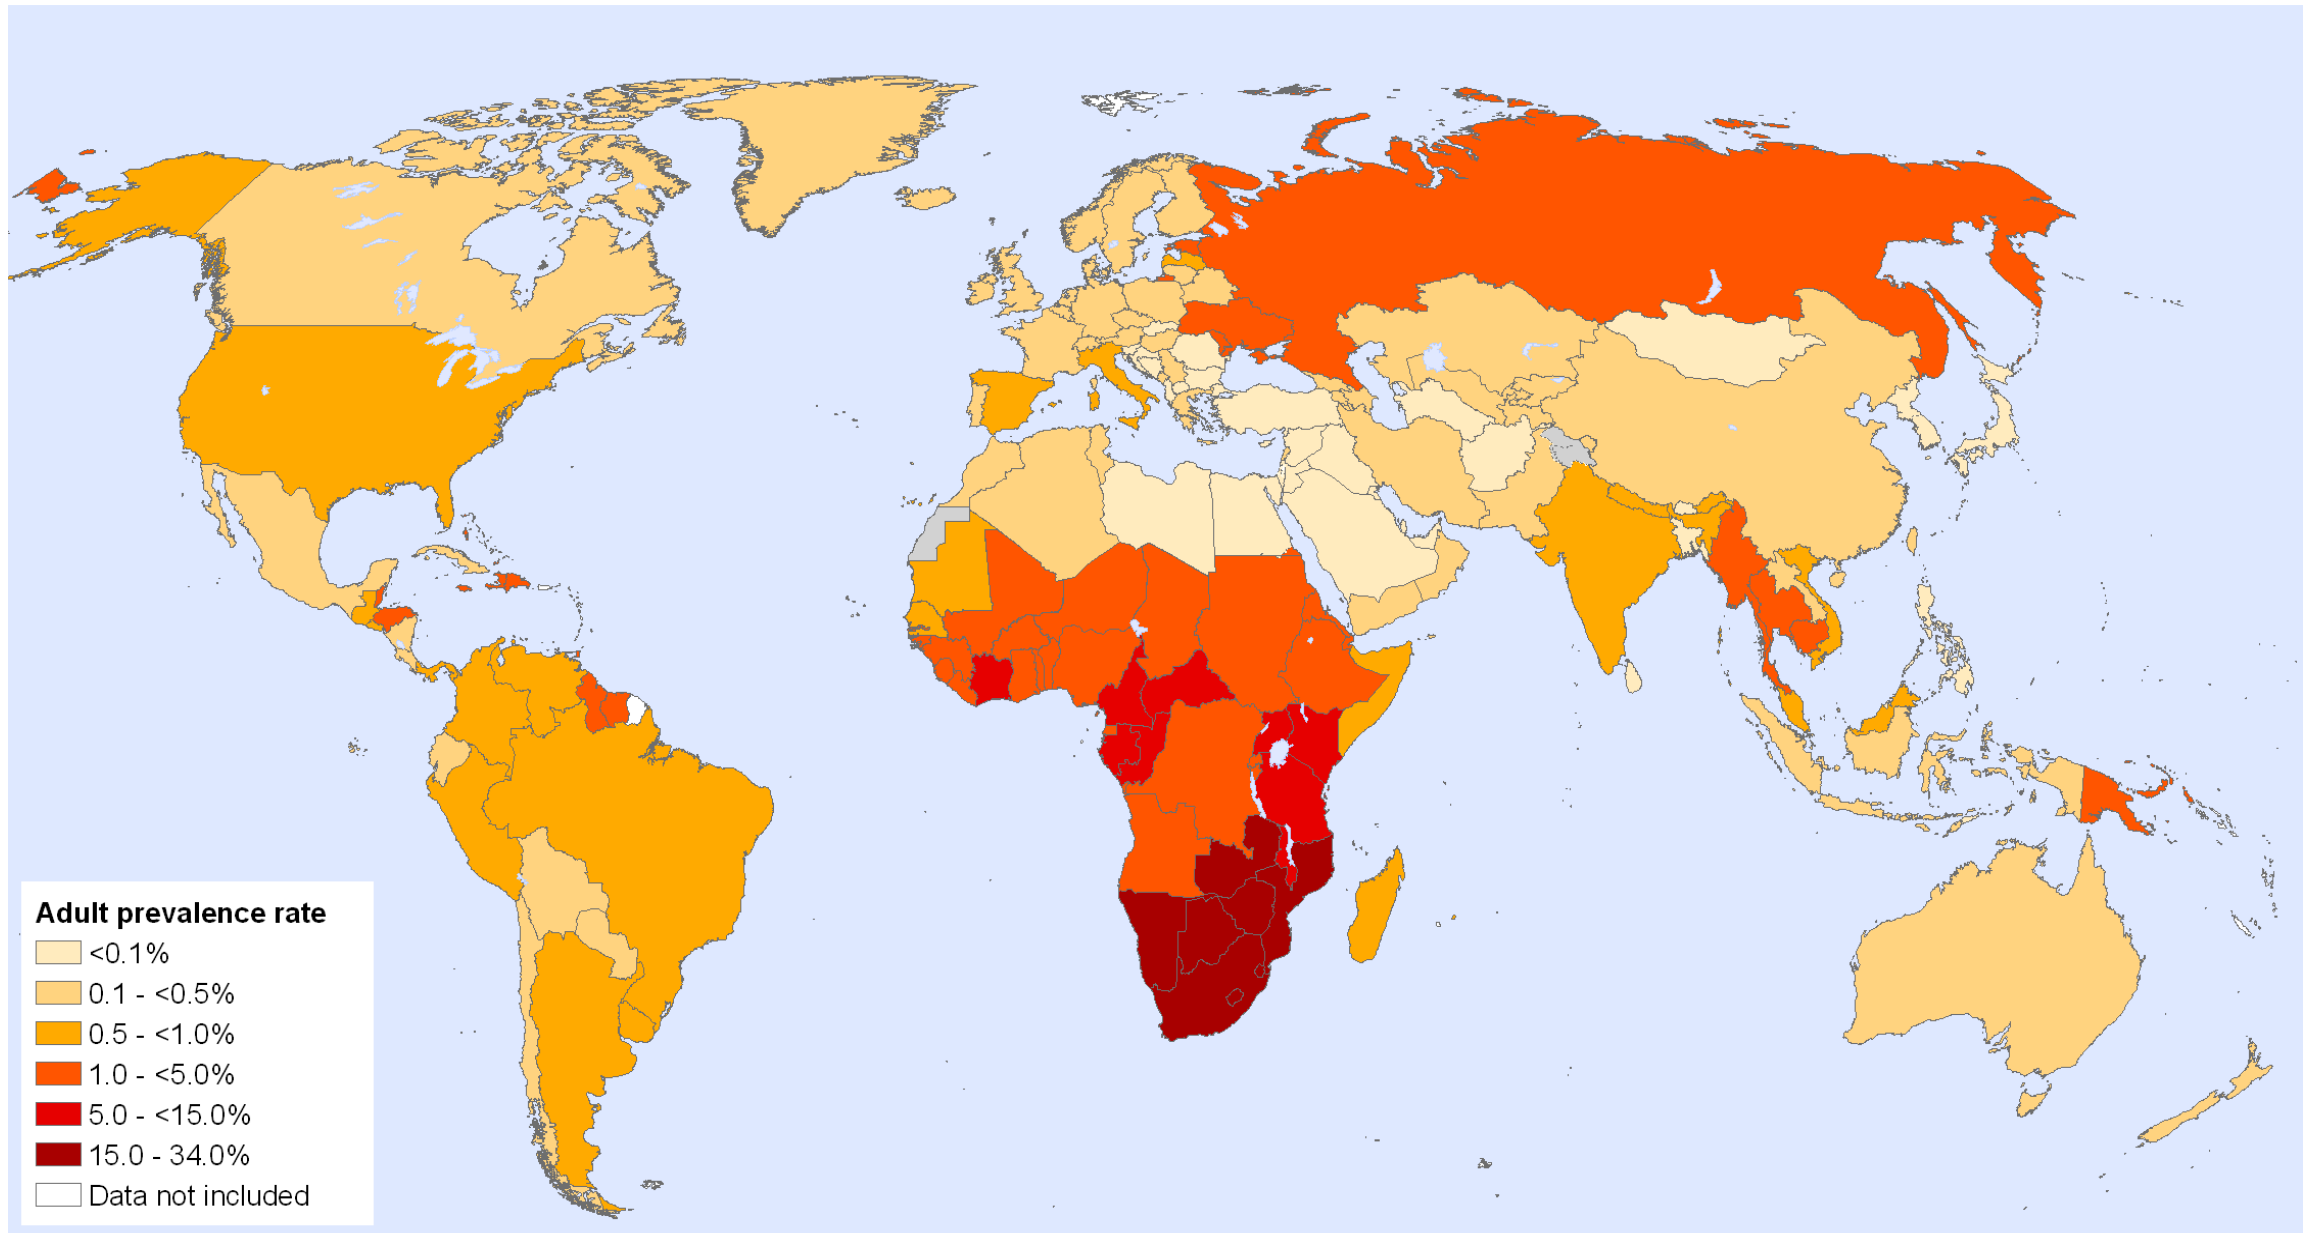 Adult prevalence rate
<0.1%
0.1 - <0.5%
0.5 - <1.0%
1.0 - <5.0%
5.0 - <15.0%
15.0 - 34.0%
Data not included